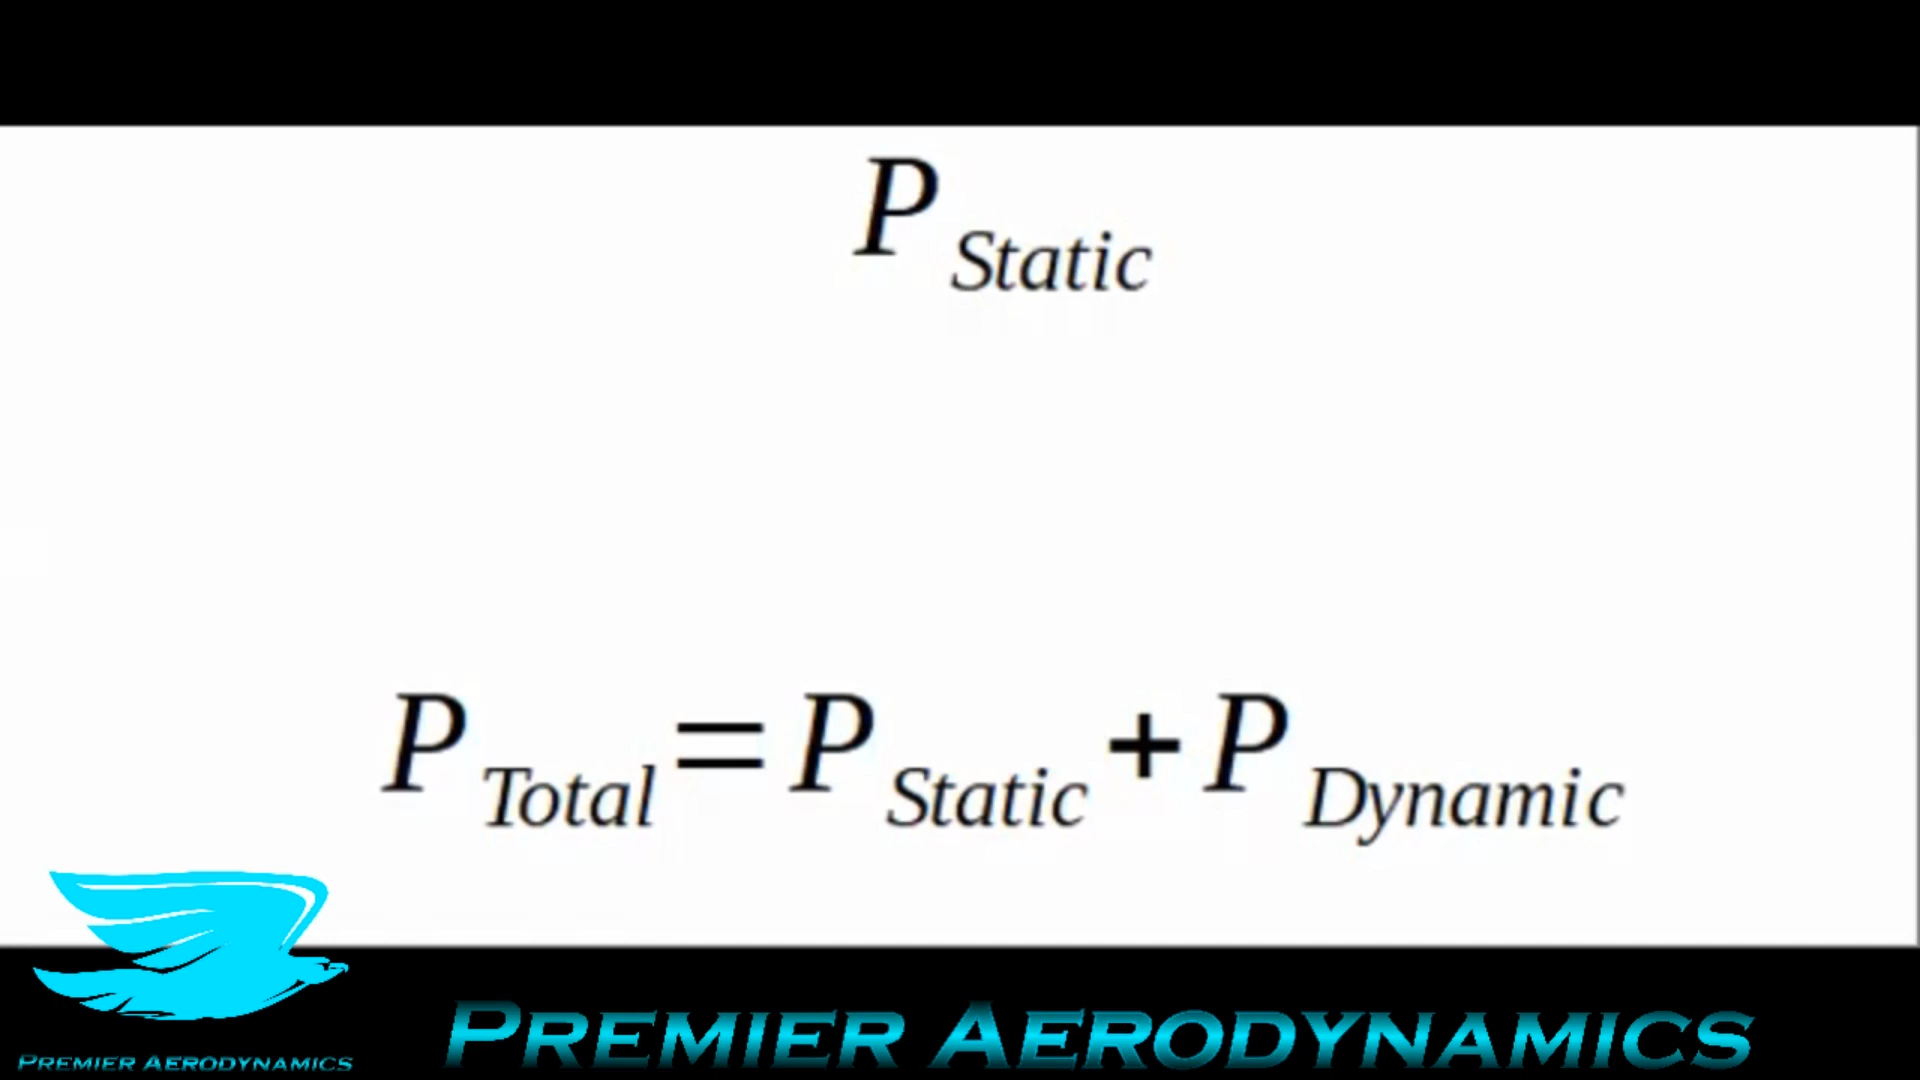 P Static
P Total = P Static + P Dynamic
PREMIER AERODYNAMICS
PREMIER AERODYNAMICS